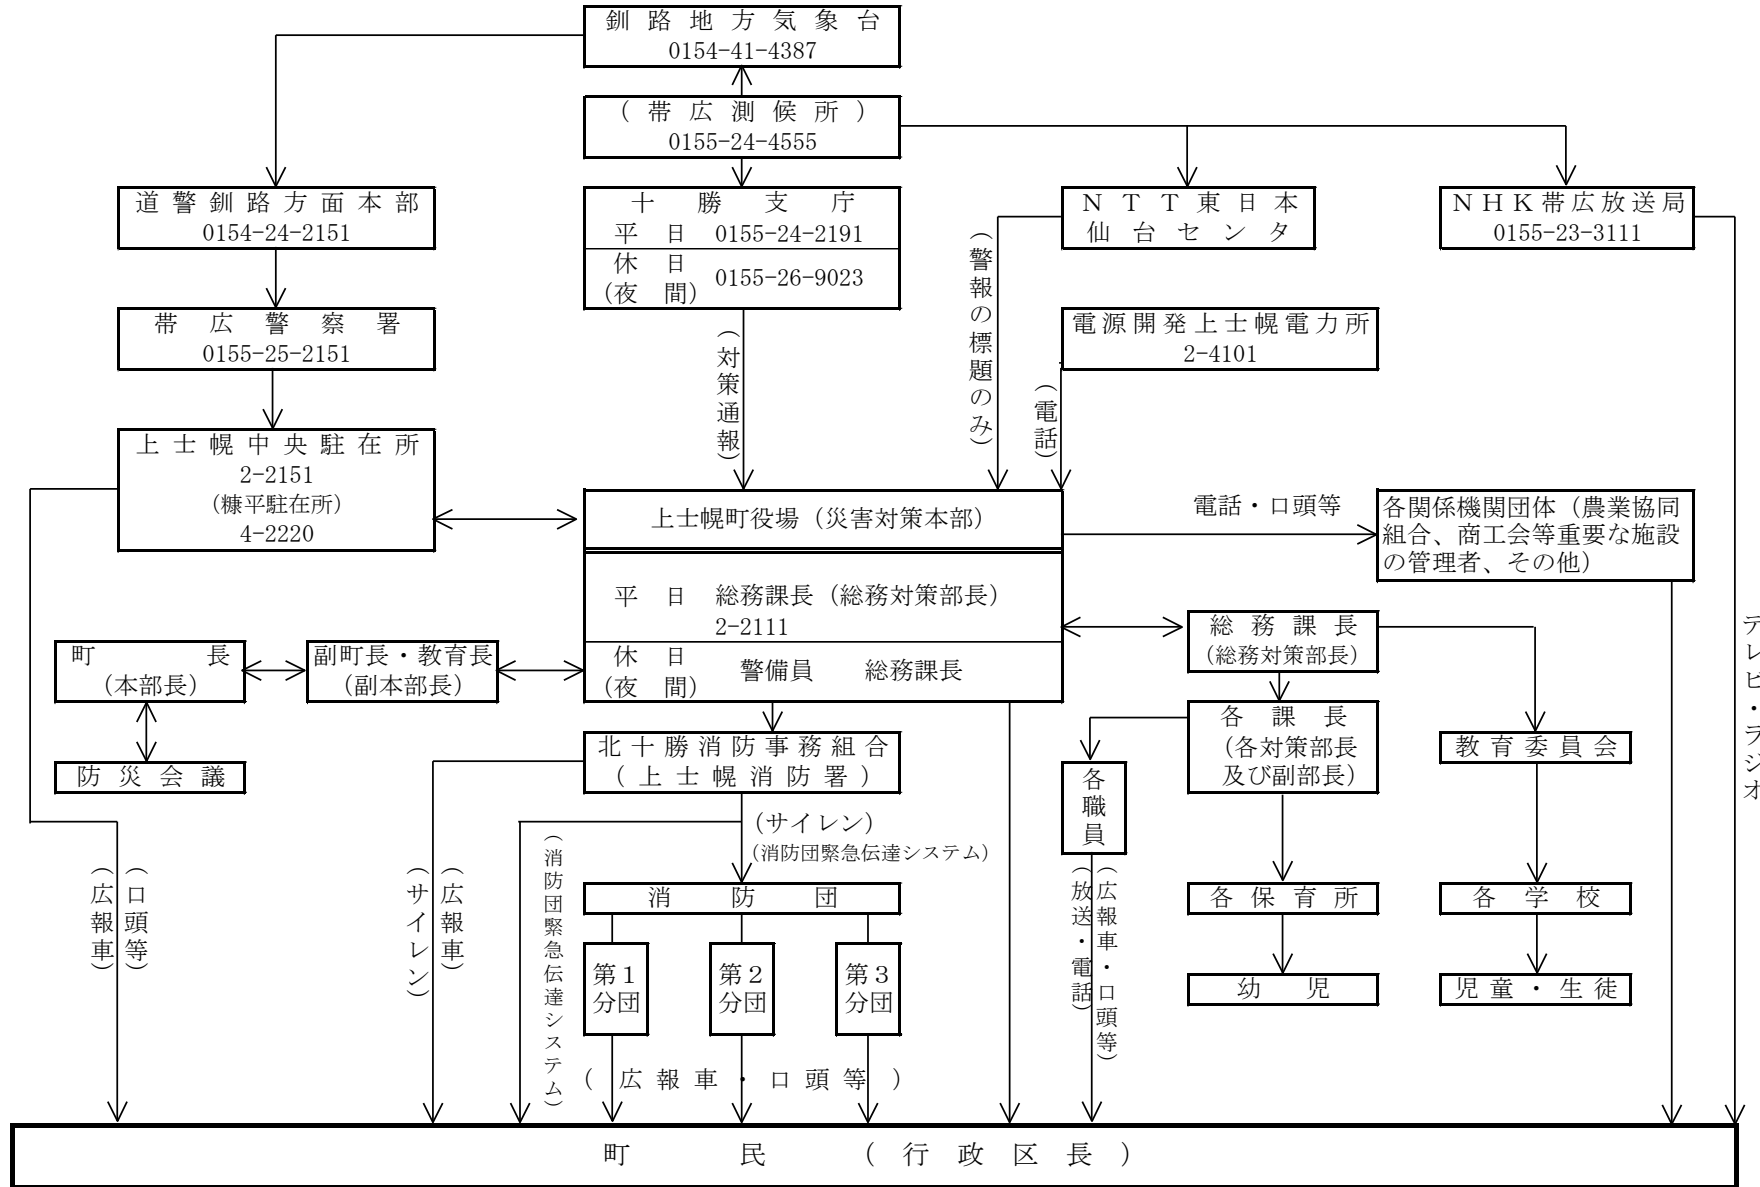 釧路地方気象台
0154-41-4387
(帯広測候所)
0155-24-4555
道警釧路方面本部
0154-24-2151
十勝支庁
平日 0155-24-2191
休日
(夜間) 0155-26-9023
NTT東日本
仙台センタ
NHK帯広放送局
0155-23-3111
(警報の標題のみ)
帯広警察署
0155-25-2151
(対策通報)
電源開発上士幌電力所
2-4101
(電話)
上士幌中央駐在所
2-2151
(糠平駐在所)
4-2220
上士幌町役場(災害対策本部)
電話・口頭等
各関係機関団体(農業協同
組合、商工会等重要な施設
の管理者、その他)
平日 総務課長(総務対策部長)
2-2111
休日
(夜間) 警備員 総務課長
総務課長
(総務対策部長)
テレビ・ラジオ
町長
(本部長)
副町長・教育長
(副本部長)
防災会議
北十勝消防事務組合
(上士幌消防署)
各課長
(各対策部長
及び副部長)
教育委員会
各職員
(サイレン)
(消防団緊急伝達システム)
(広報車)
(口頭等)
(サイレン)
(広報車)
(消防団緊急伝達システム)
消防団
第1
分団
第2
分団
第3
分団
(放送・電話)
(広報車・口頭等)
各保育所
各学校
幼児
児童・生徒
(広報車・口頭等)
町民(行政区長)